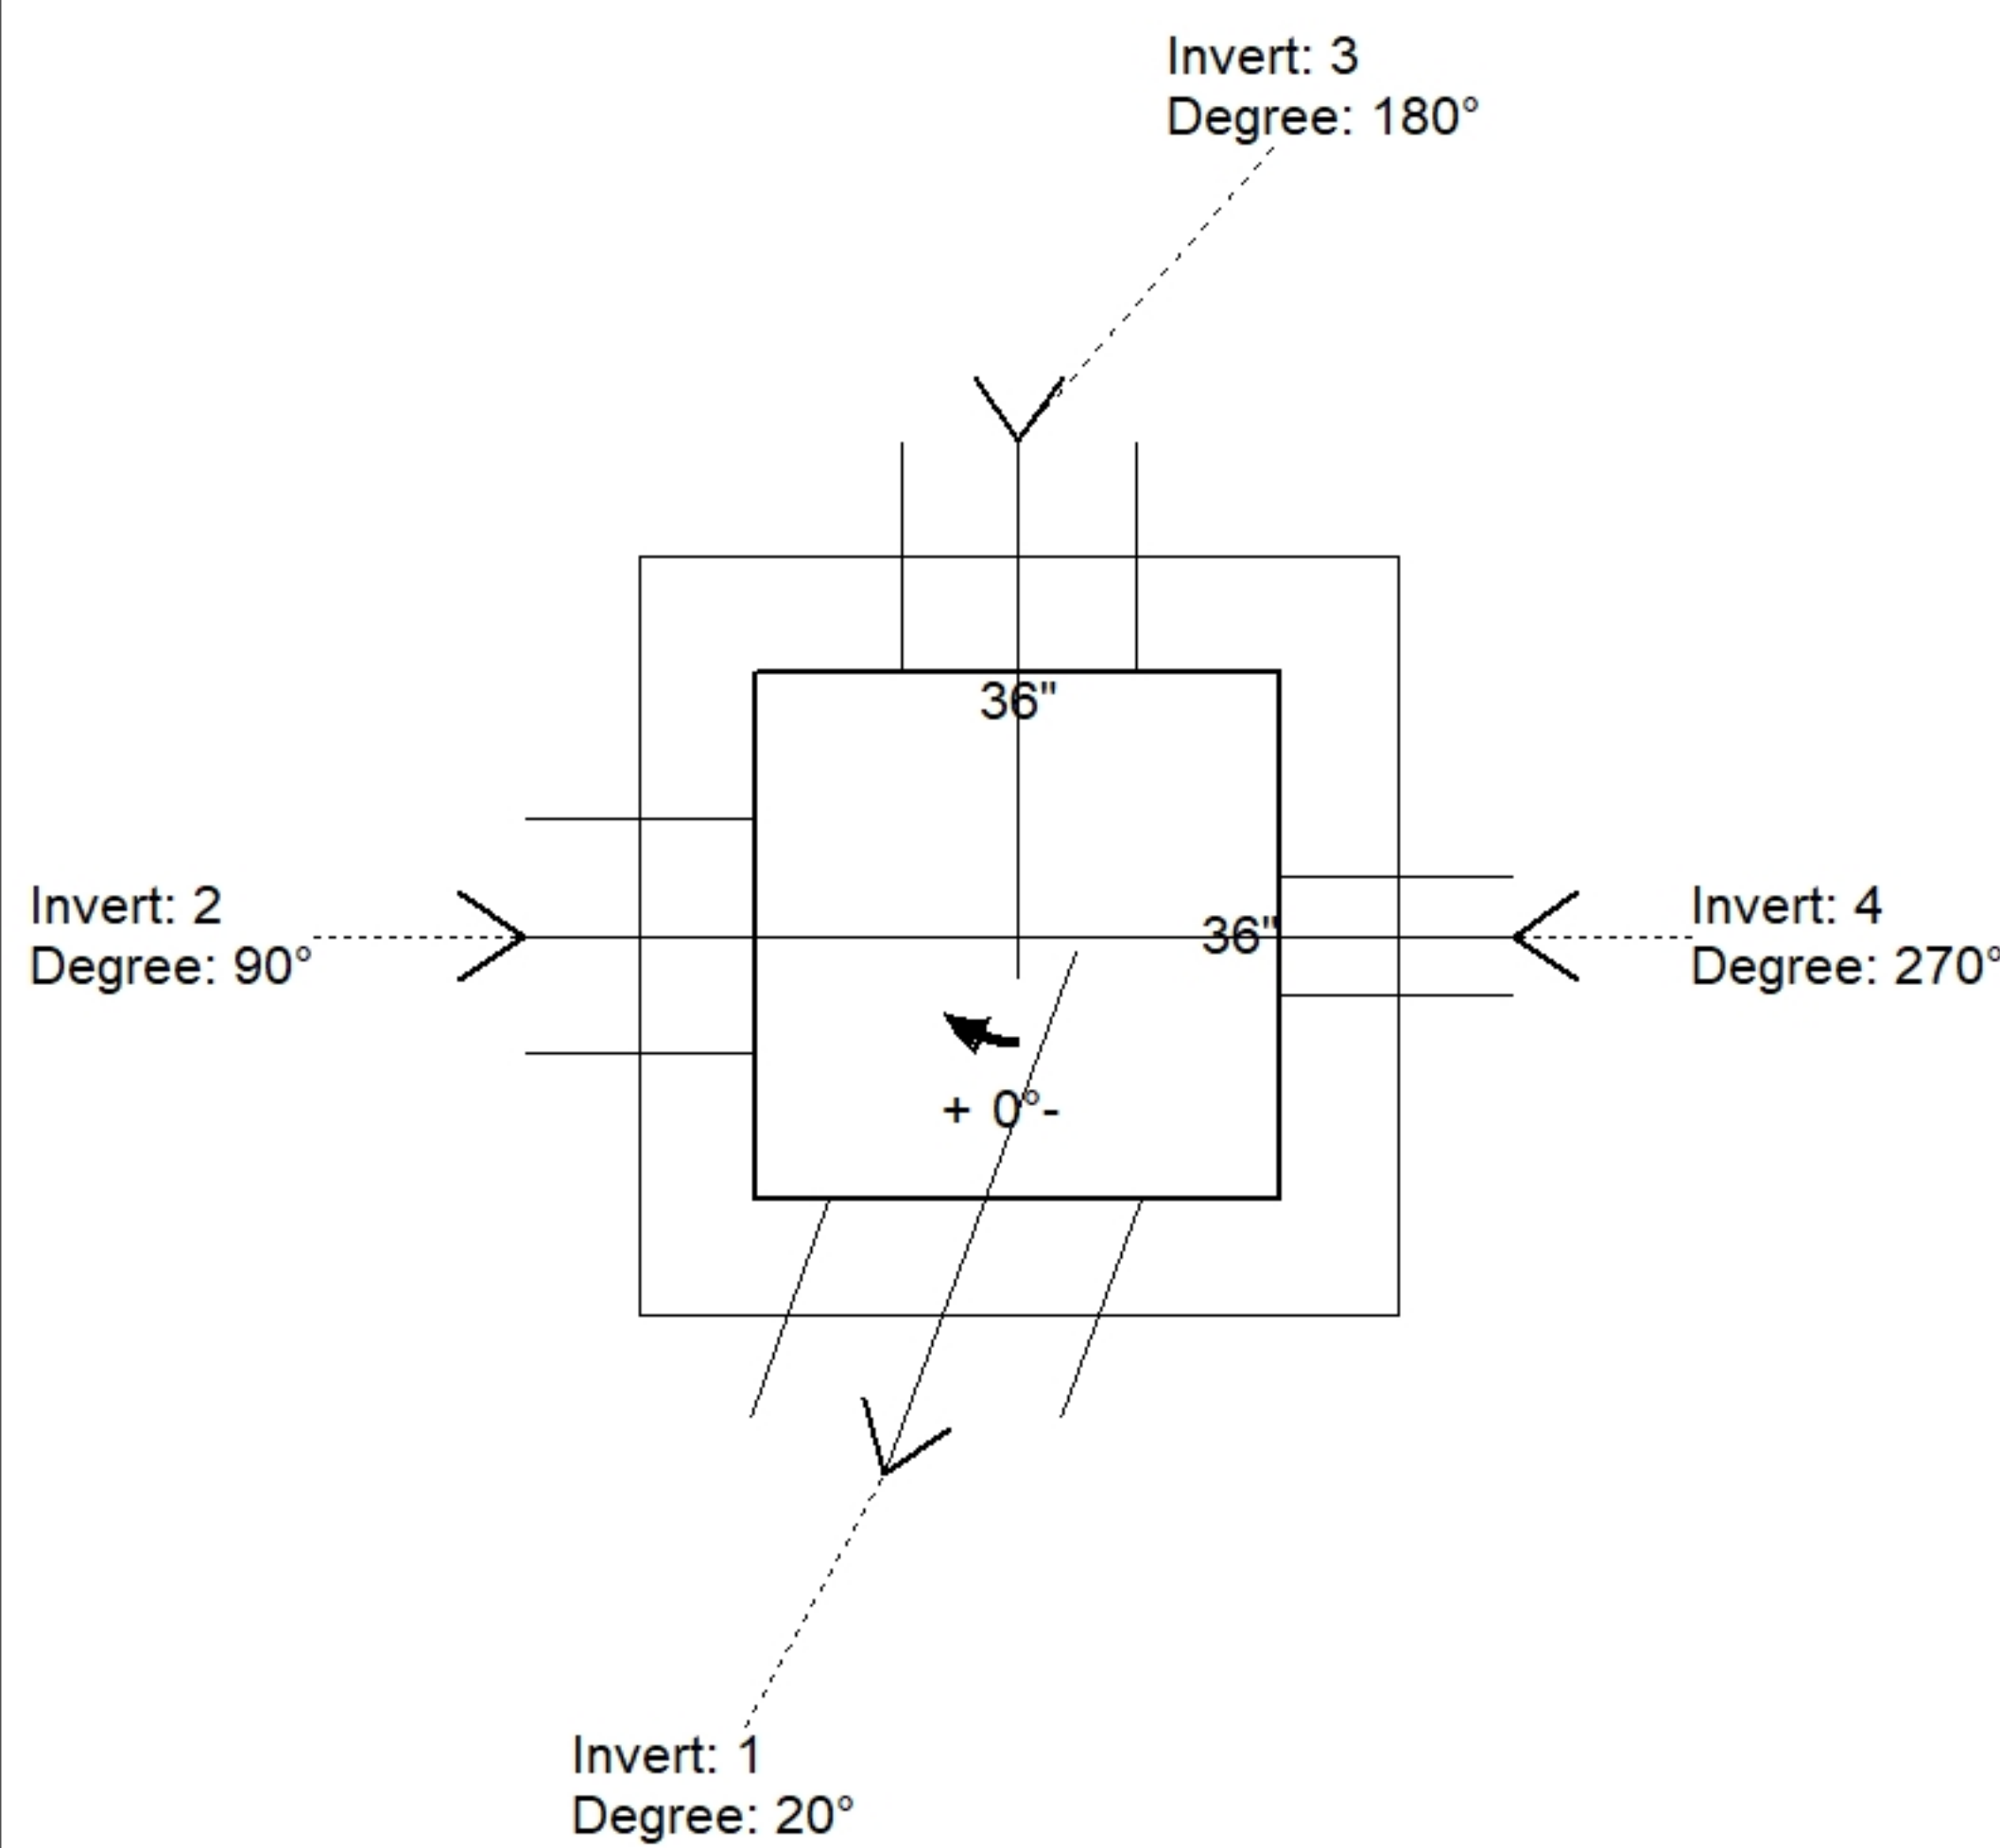 Invert: 3
Degree: 180°
36"
Invert: 2
Degree: 90°
36"
Invert: 4
Degree: 270°
+ 0°-
Invert: 1
Degree: 20°